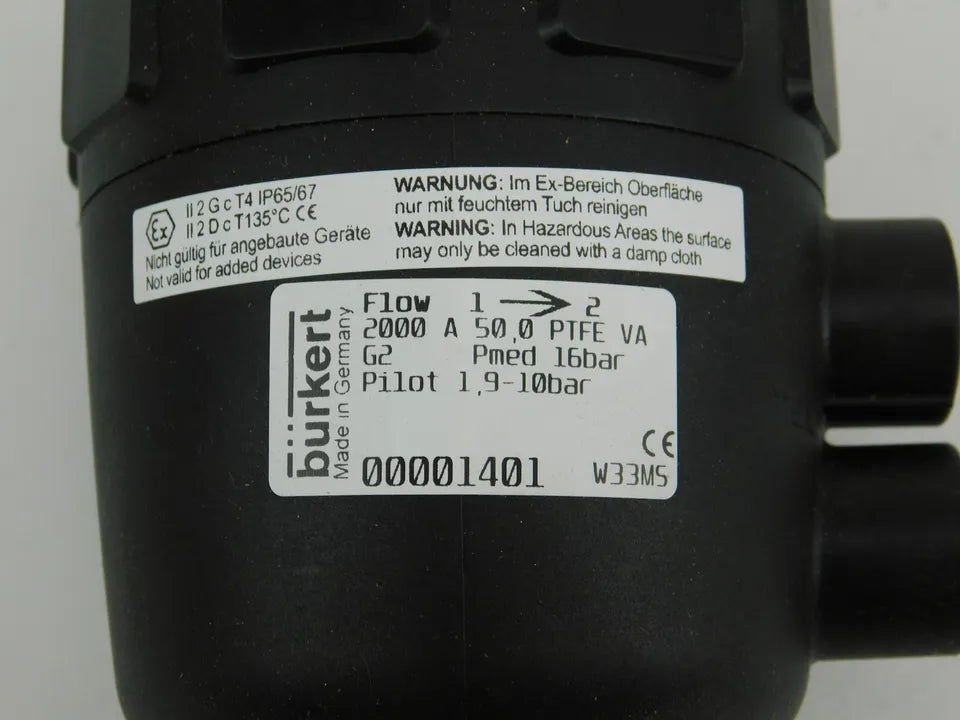 Ex
II 2 G c T4 IP65/67
II 2 D c T135°C CE
Nicht gültig für angebaute Geräte
Not valid for added devices
WARNUNG: Im Ex-Bereich Oberfläche
nur mit feuchtem Tuch reinigen
WARNING: In Hazardous Areas the surface
may only be cleaned with a damp cloth
bürkert
Made in Germany
Flow 1 → 2
2000 A 50,0 PTFE VA
G2 Pmed 16bar
Pilot 1,9-10bar
CE
00001401 W33MS